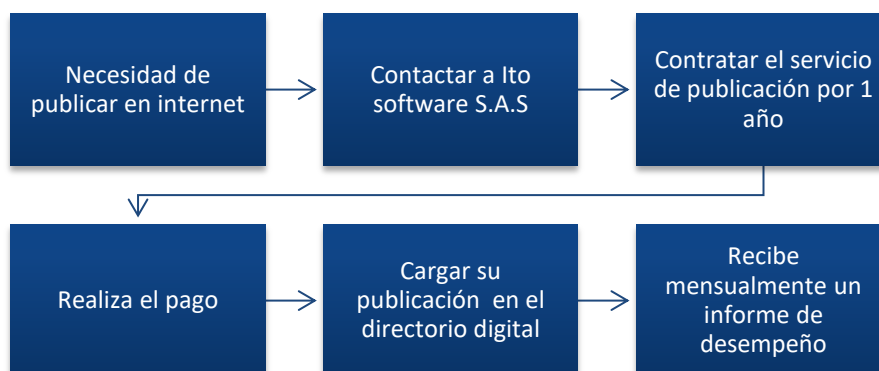 Necesidad de
publicar en internet
Contactar a Ito
software S.A.S
Contratar el servicio
de publicación por 1
año
Realiza el pago
Cargar su
publicación en el
directorio digital
Recibe
mensualmente un
informe de
desempeño